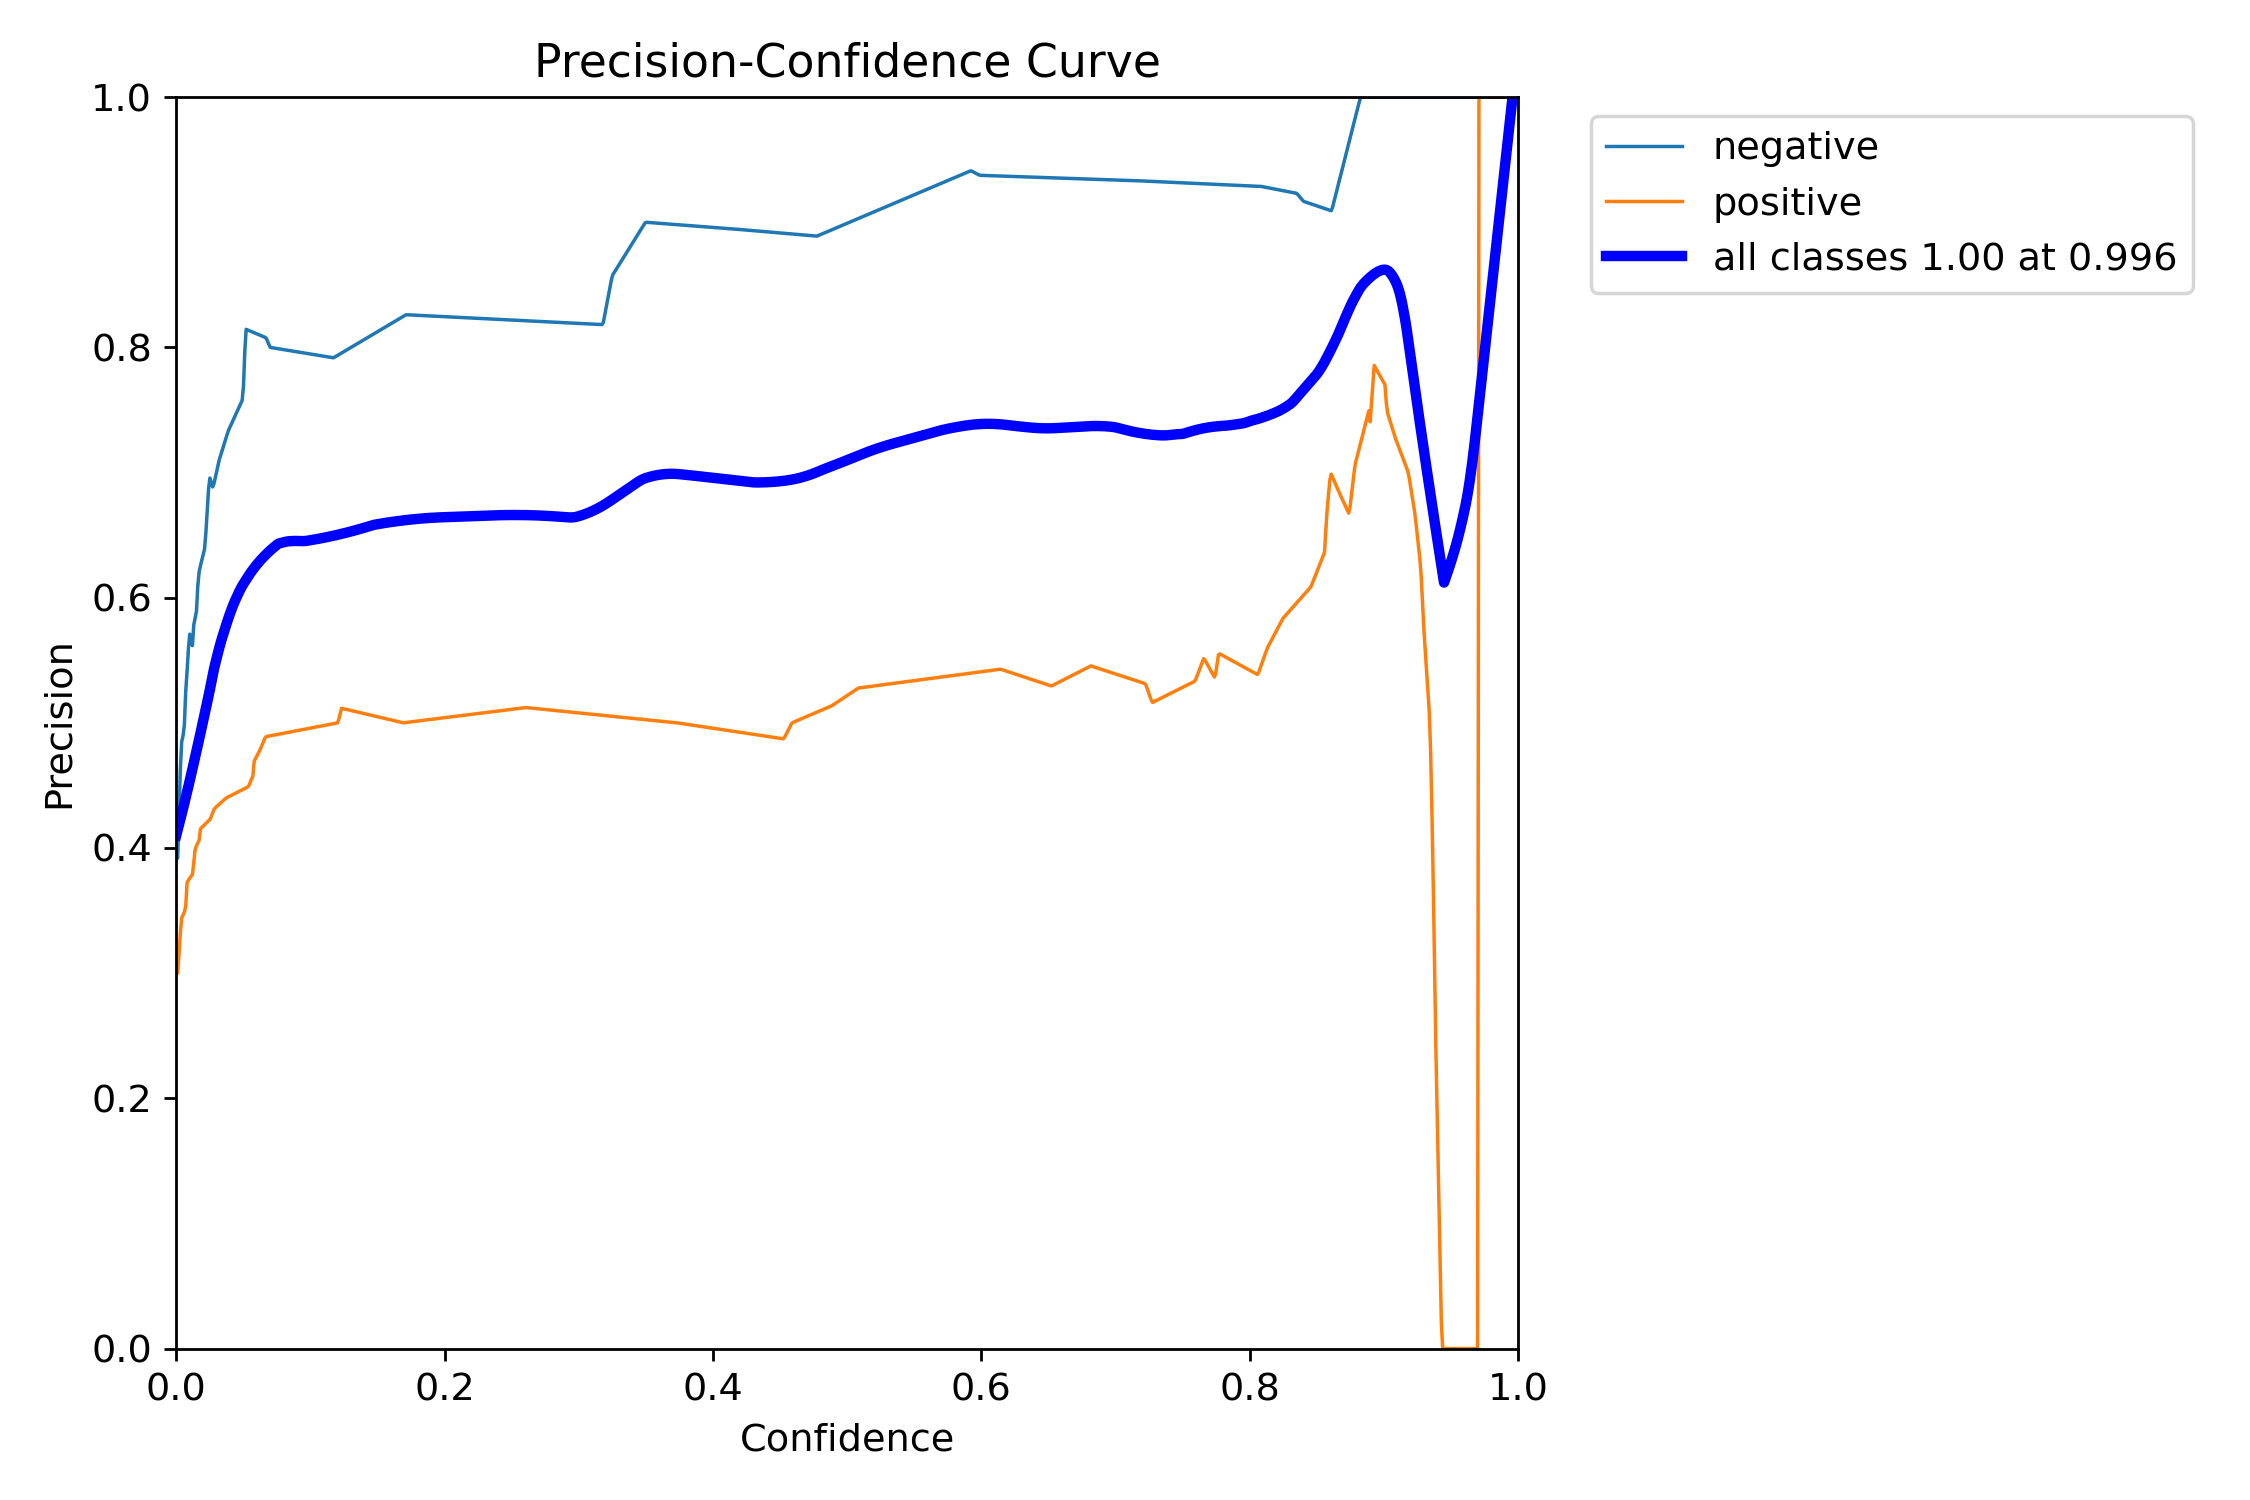 Precision-Confidence Curve
1.0
0.8
0.6
0.4
0.2
0.0
Precision
0.0 0.2 0.4 0.6 0.8 1.0
Confidence
negative
positive
all classes 1.00 at 0.996